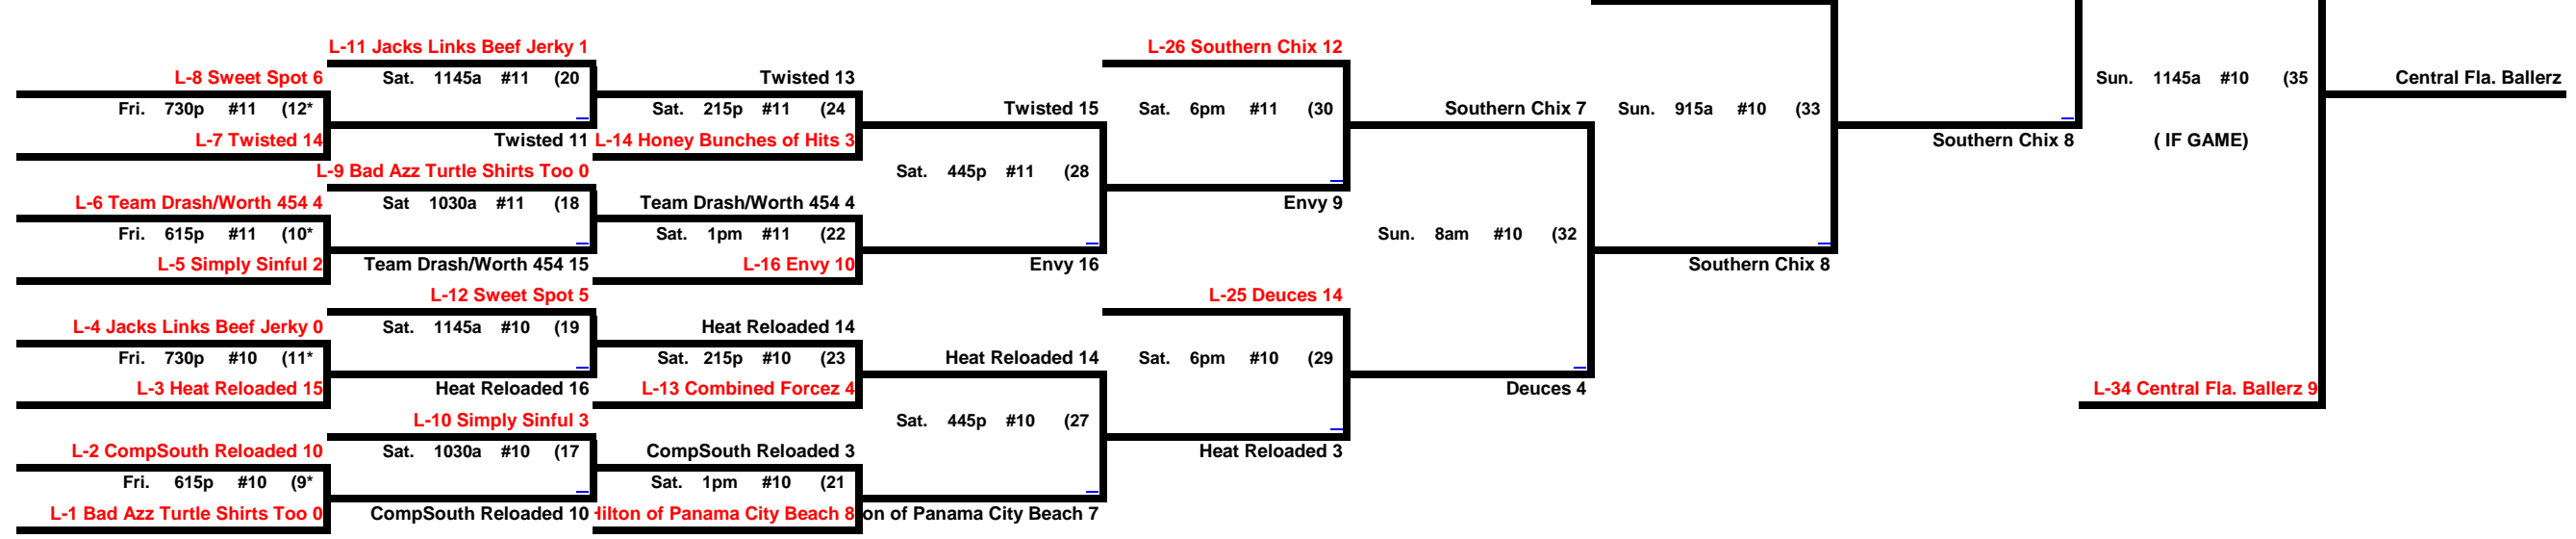 L-11 Jacks Links Beef Jerky 1
L-26 Southern Chix 12
L-8 Sweet Spot 6
Sat. 1145a #11 (20
Twisted 13
Sun. 1145a #10 (35
Central Fla. Ballerz
Fri. 730p #11 (12*
Sat. 215p #11 (24
Twisted 15
Sat. 6pm #11 (30
Southern Chix 7
Sun. 915a #10 (33
L-7 Twisted 14
Twisted 11
L-14 Honey Bunches of Hits 3
Southern Chix 8
( IF GAME)
L-9 Bad Azz Turtle Shirts Too 0
Sat. 445p #11 (28
L-6 Team Drash/Worth 454 4
Sat 1030a #11 (18
Team Drash/Worth 454 4
Envy 9
Fri. 615p #11 (10*
Sat. 1pm #11 (22
Sun. 8am #10 (32
L-5 Simply Sinful 2
Team Drash/Worth 454 15
L-16 Envy 10
Envy 16
Southern Chix 8
L-12 Sweet Spot 5
L-25 Deuces 14
L-4 Jacks Links Beef Jerky 0
Sat. 1145a #10 (19
Heat Reloaded 14
Fri. 730p #10 (11*
Sat. 215p #10 (23
Heat Reloaded 14
Sat. 6pm #10 (29
L-3 Heat Reloaded 15
Heat Reloaded 16
L-13 Combined Forcez 4
Deuces 4
L-34 Central Fla. Ballerz 9
L-10 Simply Sinful 3
Sat. 445p #10 (27
L-2 CompSouth Reloaded 10
Sat. 1030a #10 (17
CompSouth Reloaded 3
Heat Reloaded 3
Fri. 615p #10 (9*
Sat. 1pm #10 (21
L-1 Bad Azz Turtle Shirts Too 0
CompSouth Reloaded 10
Hilton of Panama City Beach 8
on of Panama City Beach 7